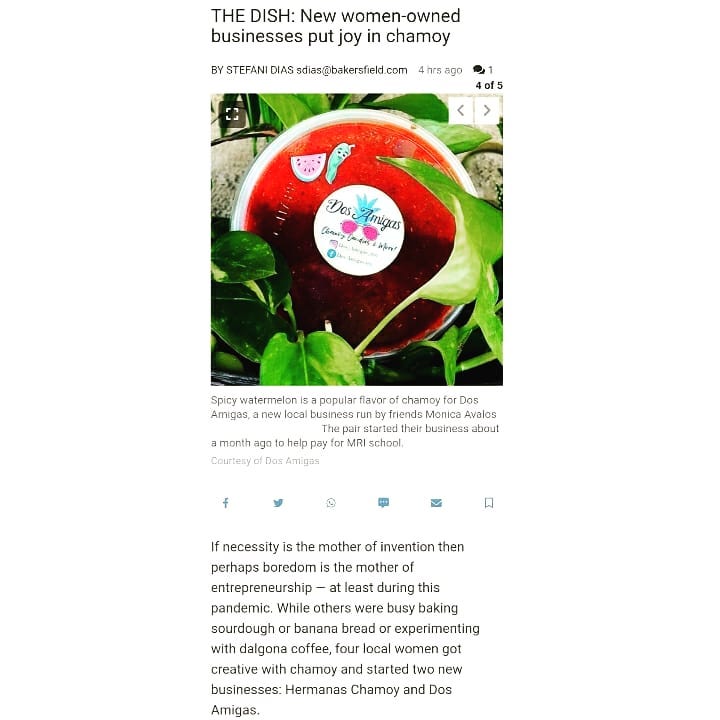 THE DISH: New women-owned
businesses put joy in chamoy
BY STEFANI DIAS sdias@bakersfield.com 4 hrs ago 1
4 of 5
Dos Amigas
Chamoy, Candies & More!
Spicy watermelon is a popular flavor of chamoy for Dos
Amigas, a new local business run by friends Monica Avalos
The pair started their business about
a month ago to help pay for MRI school.
Courtesy of Dos Amigas
If necessity is the mother of invention then
perhaps boredom is the mother of
entrepreneurship — at least during this
pandemic. While others were busy baking
sourdough or banana bread or experimenting
with dalgona coffee, four local women got
creative with chamoy and started two new
businesses: Hermanas Chamoy and Dos
Amigas.